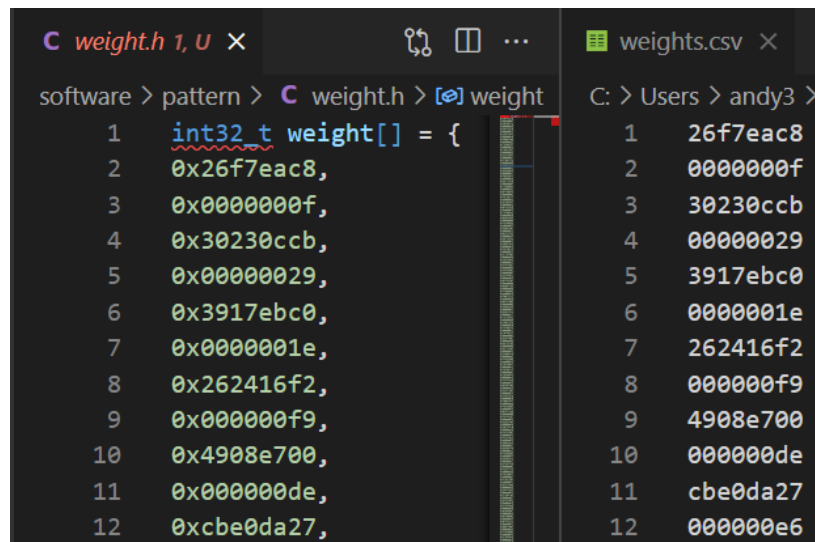 weight.h 1, U
software > pattern > C weight.h > weight
1 int32_t weight[] = {
2 0x26f7eac8,
3 0x0000000f,
4 0x30230ccb,
5 0x00000029,
6 0x3917ebc0,
7 0x0000001e,
8 0x262416f2,
9 0x000000f9,
10 0x4908e700,
11 0x000000de,
12 0xcbe0da27,
weights.csv
C: > Users > andy3 >
1 26f7eac8
2 0000000f
3 30230ccb
4 00000029
5 3917ebc0
6 0000001e
7 262416f2
8 000000f9
9 4908e700
10 000000de
11 cbe0da27
12 000000e6